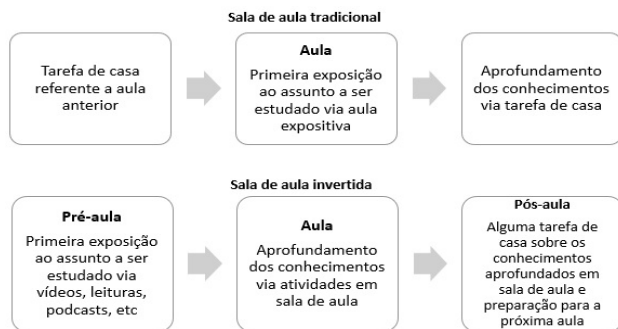 Sala de aula tradicional
Tarefa de casa
referente a aula
anterior
Aula
Primeira exposição
ao assunto a ser
estudado via aula
expositiva
Aprofundamento
dos conhecimentos
via tarefa de casa
Sala de aula invertida
Pré-aula
Primeira exposição
ao assunto a ser
estudado via
vídeos, leituras,
podcasts, etc
Aula
Aprofundamento
dos conhecimentos
via atividades em
sala de aula
Pós-aula
Alguma tarefa de
casa sobre os
conhecimentos
aprofundados em
sala de aula e
preparação para a
próxima aula